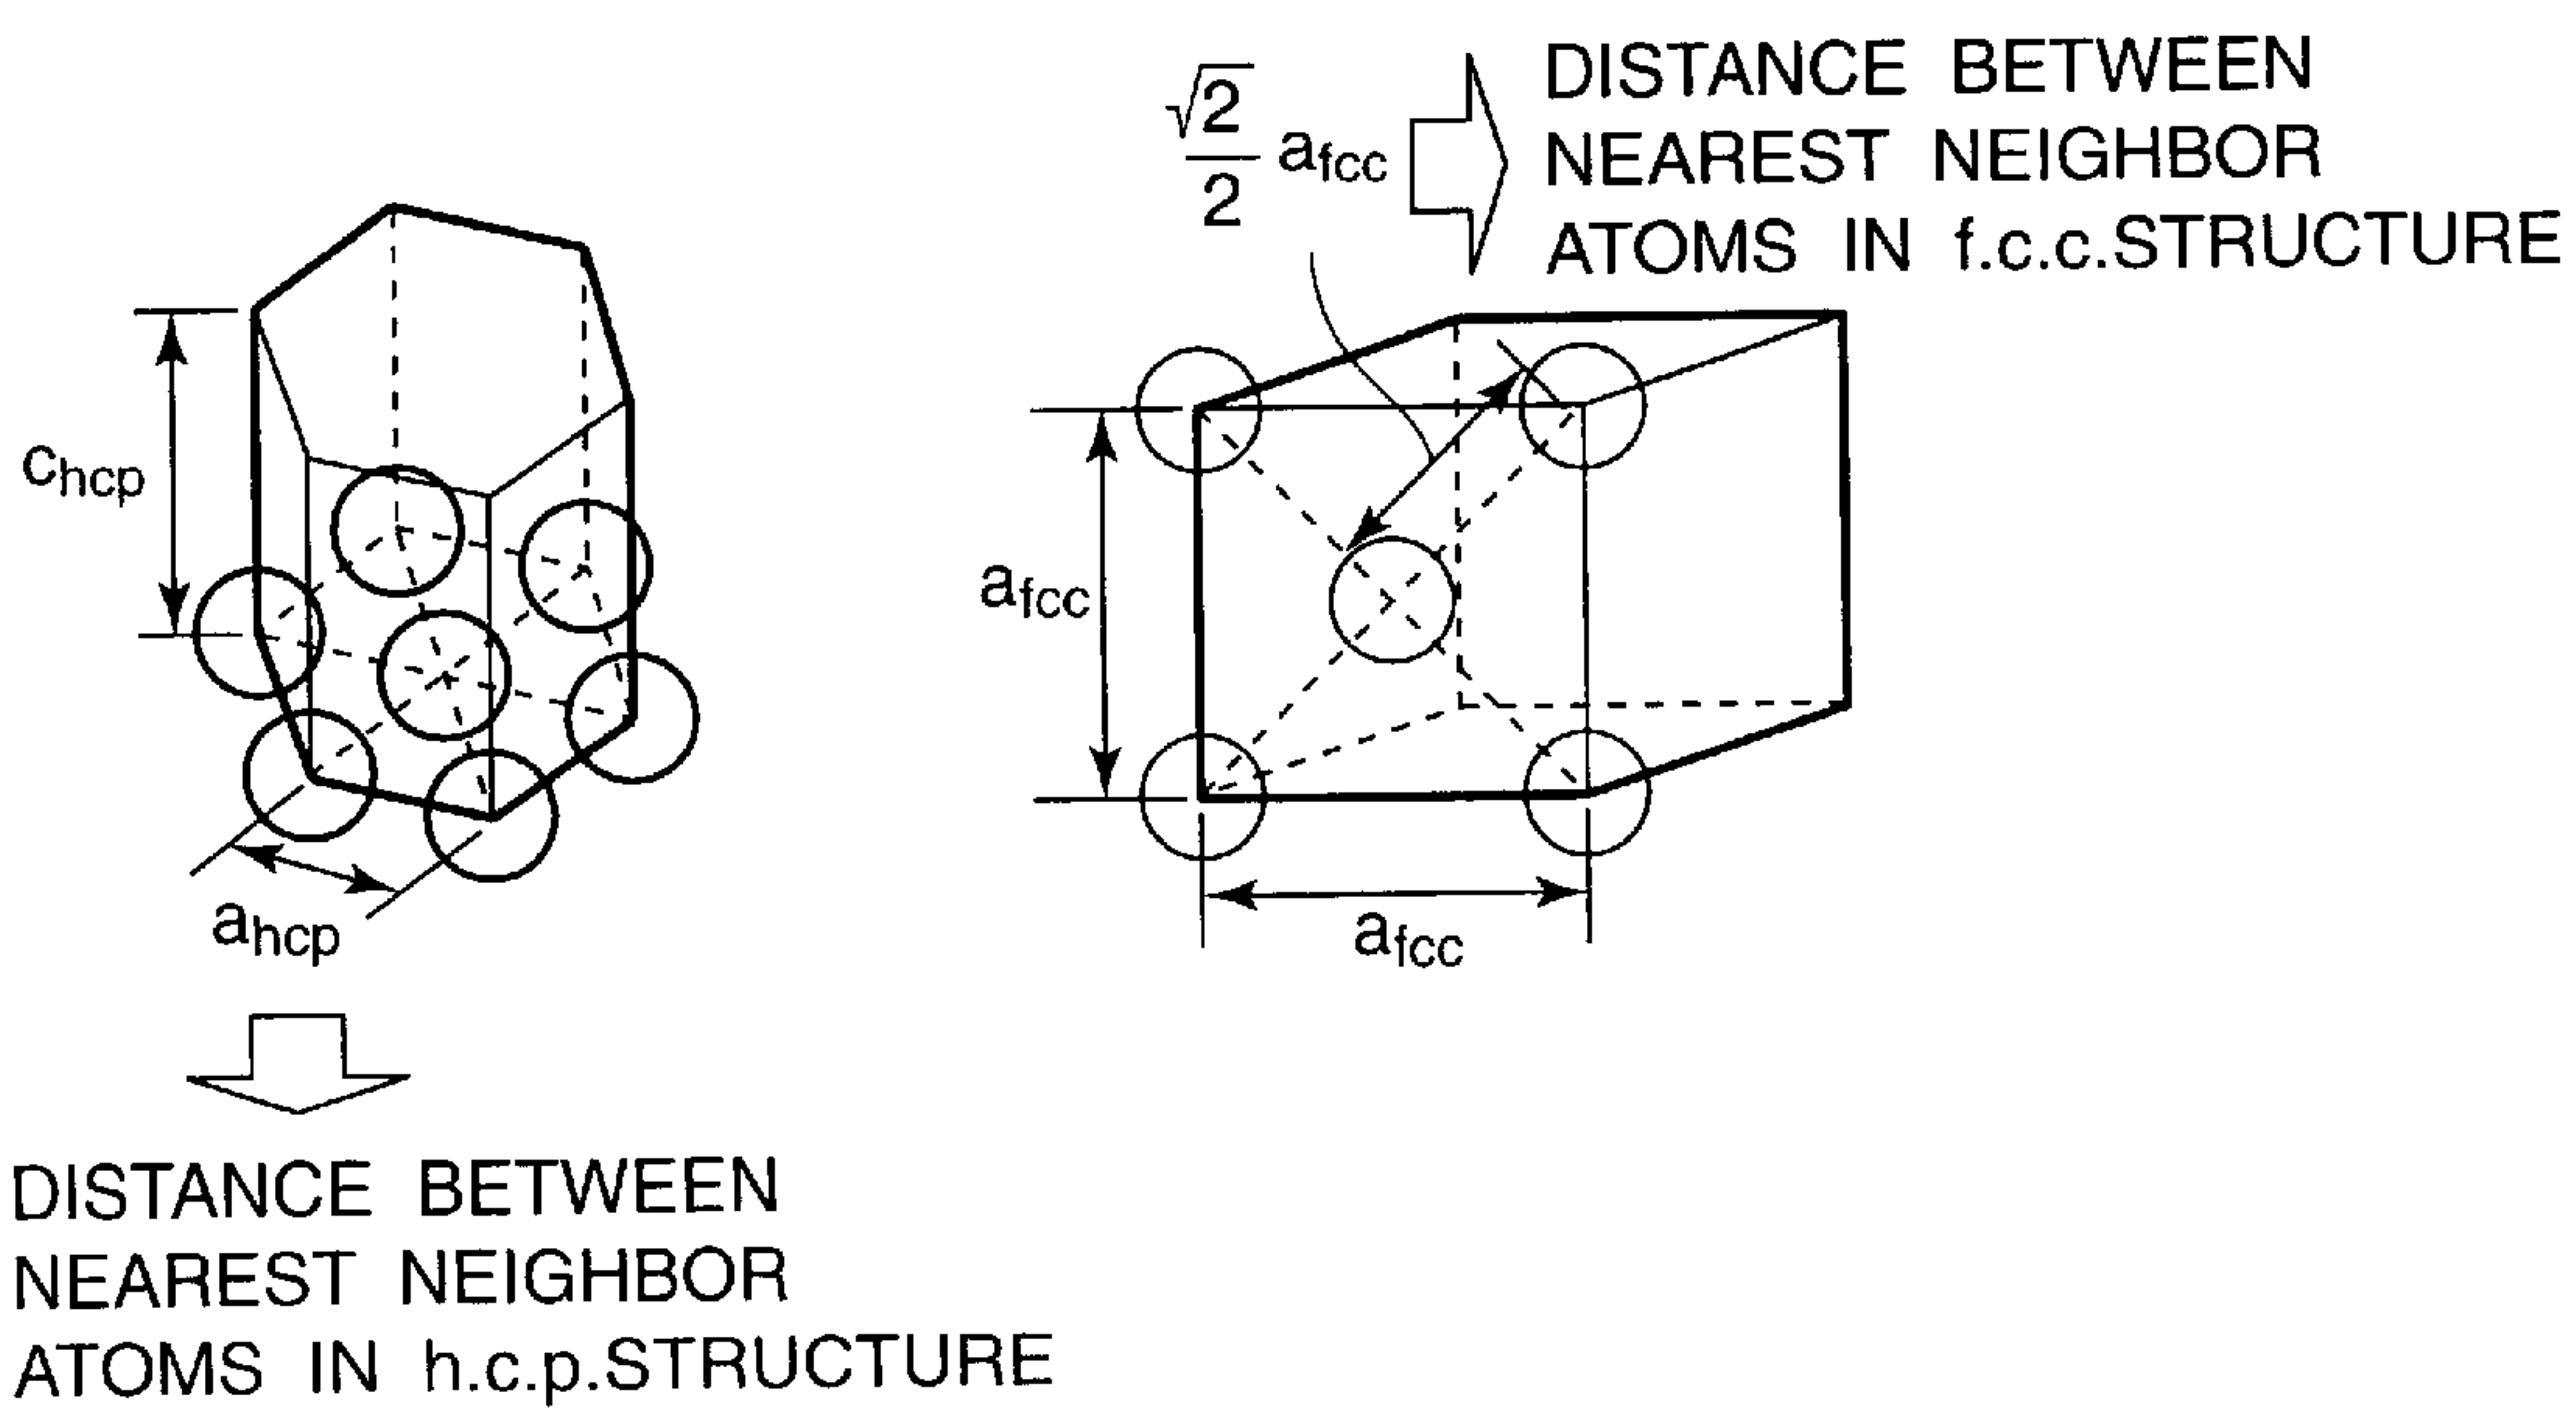 √2/2 afcc
DISTANCE BETWEEN
NEAREST NEIGHBOR
ATOMS IN f.c.c.STRUCTURE
chcp
afcc
ahcp
afcc
DISTANCE BETWEEN
NEAREST NEIGHBOR
ATOMS IN h.c.p.STRUCTURE